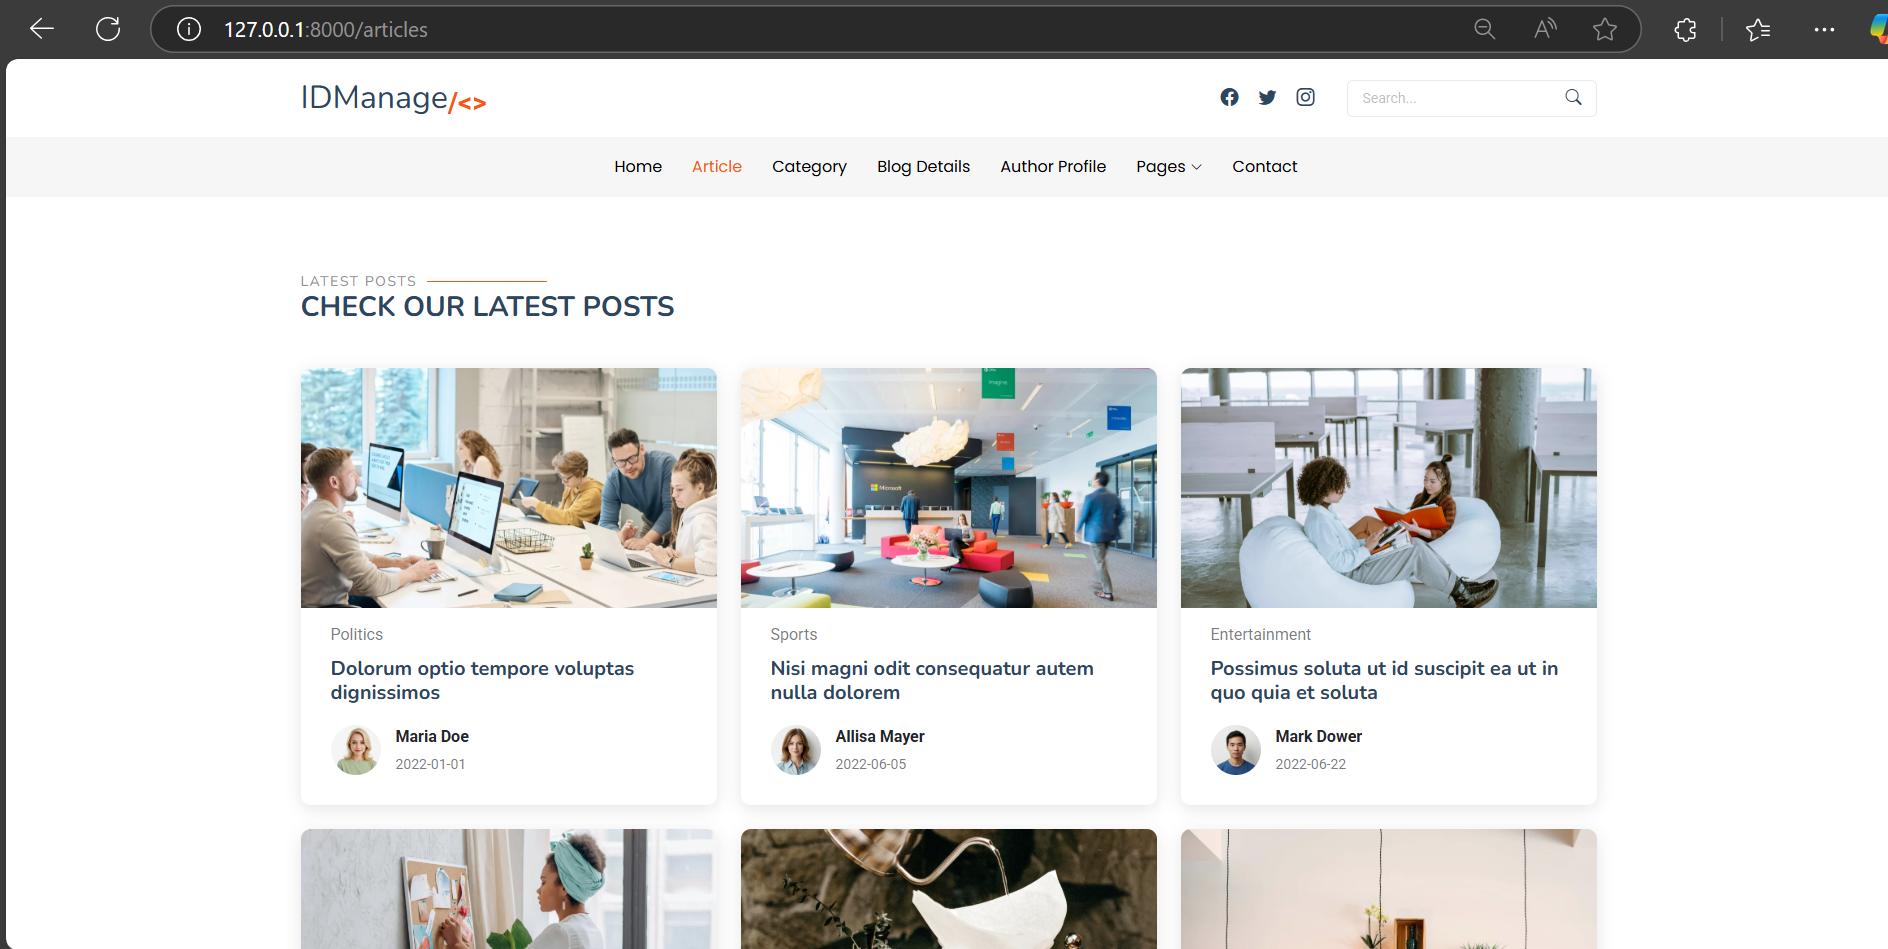 127.0.0.1:8000/articles
IDManage/<>
Search...
Home Article Category Blog Details Author Profile Pages Contact
LATEST POSTS
CHECK OUR LATEST POSTS
Microsoft
Politics
Dolorum optio tempore voluptas
dignissimos
Maria Doe
2022-01-01
Sports
Nisi magni odit consequatur autem
nulla dolorem
Allisa Mayer
2022-06-05
Entertainment
Possimus soluta ut id suscipit ea ut in
quo quia et soluta
Mark Dower
2022-06-22